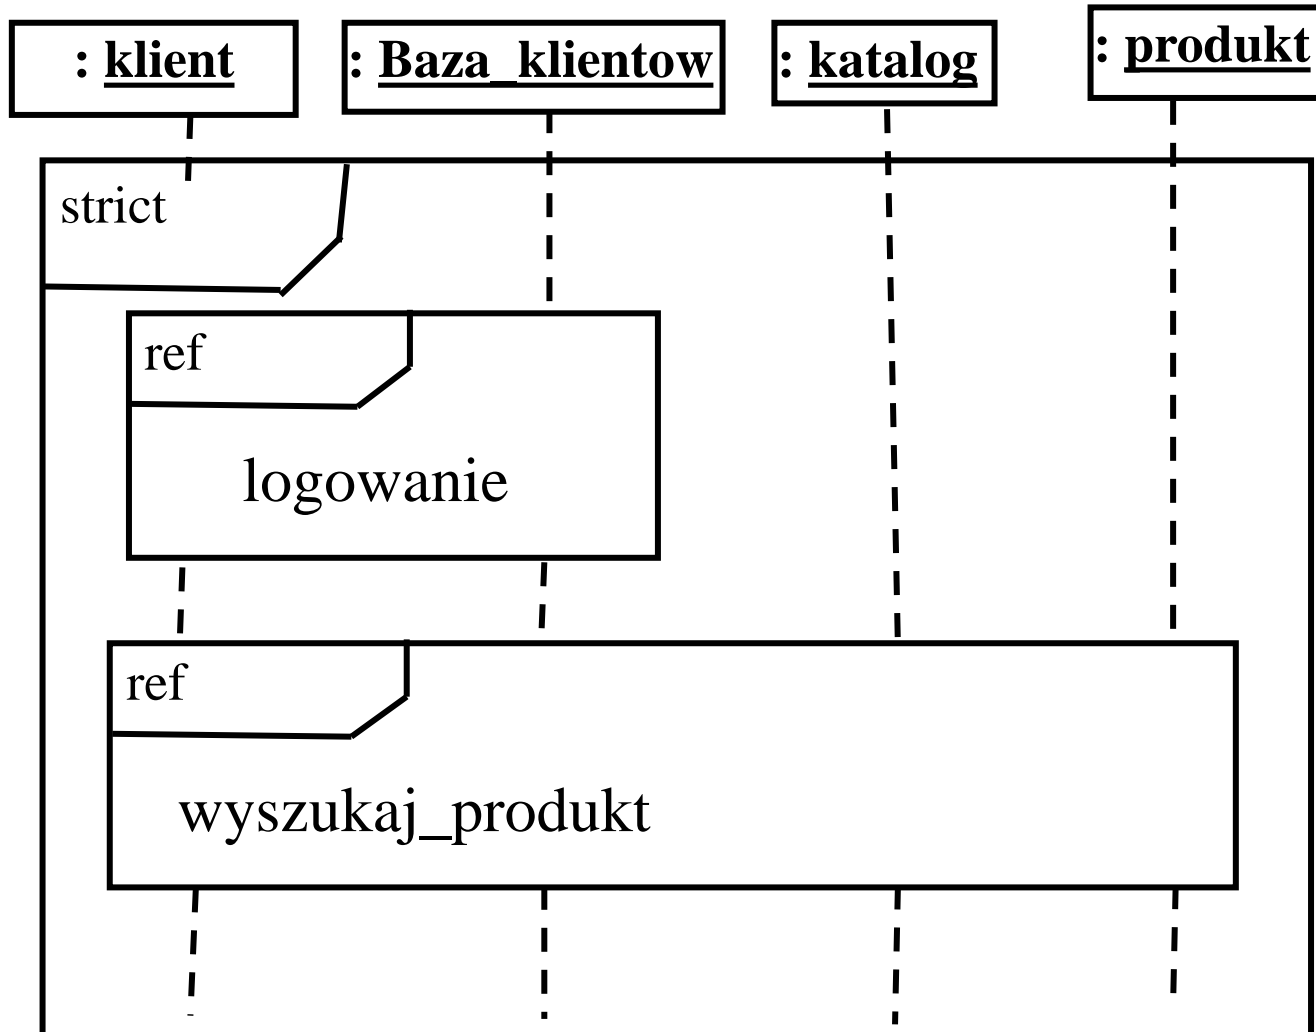 : klient
: Baza_klientow
: katalog
: produkt
strict
ref
logowanie
ref
wyszukaj_produkt